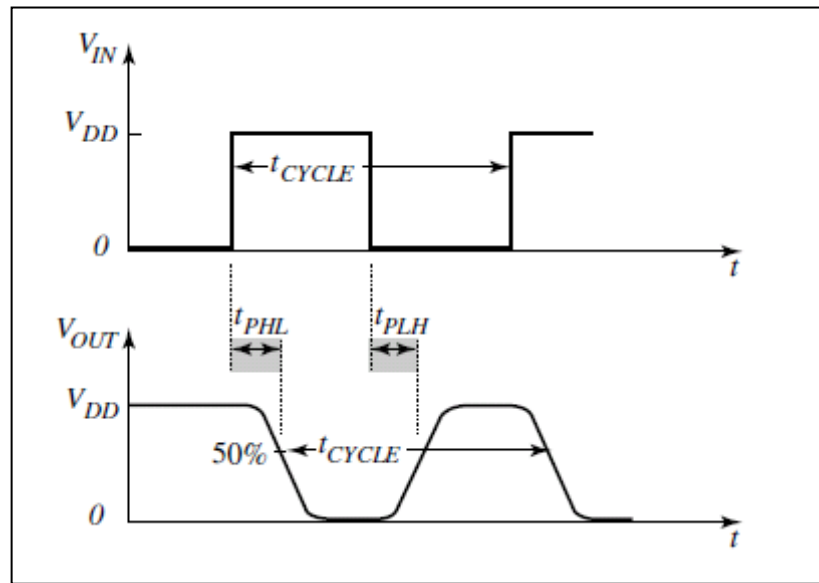 V_IN
V_DD
t_CYCLE
0
t
t_PHL t_PLH
V_OUT
V_DD
50% t_CYCLE
0
t